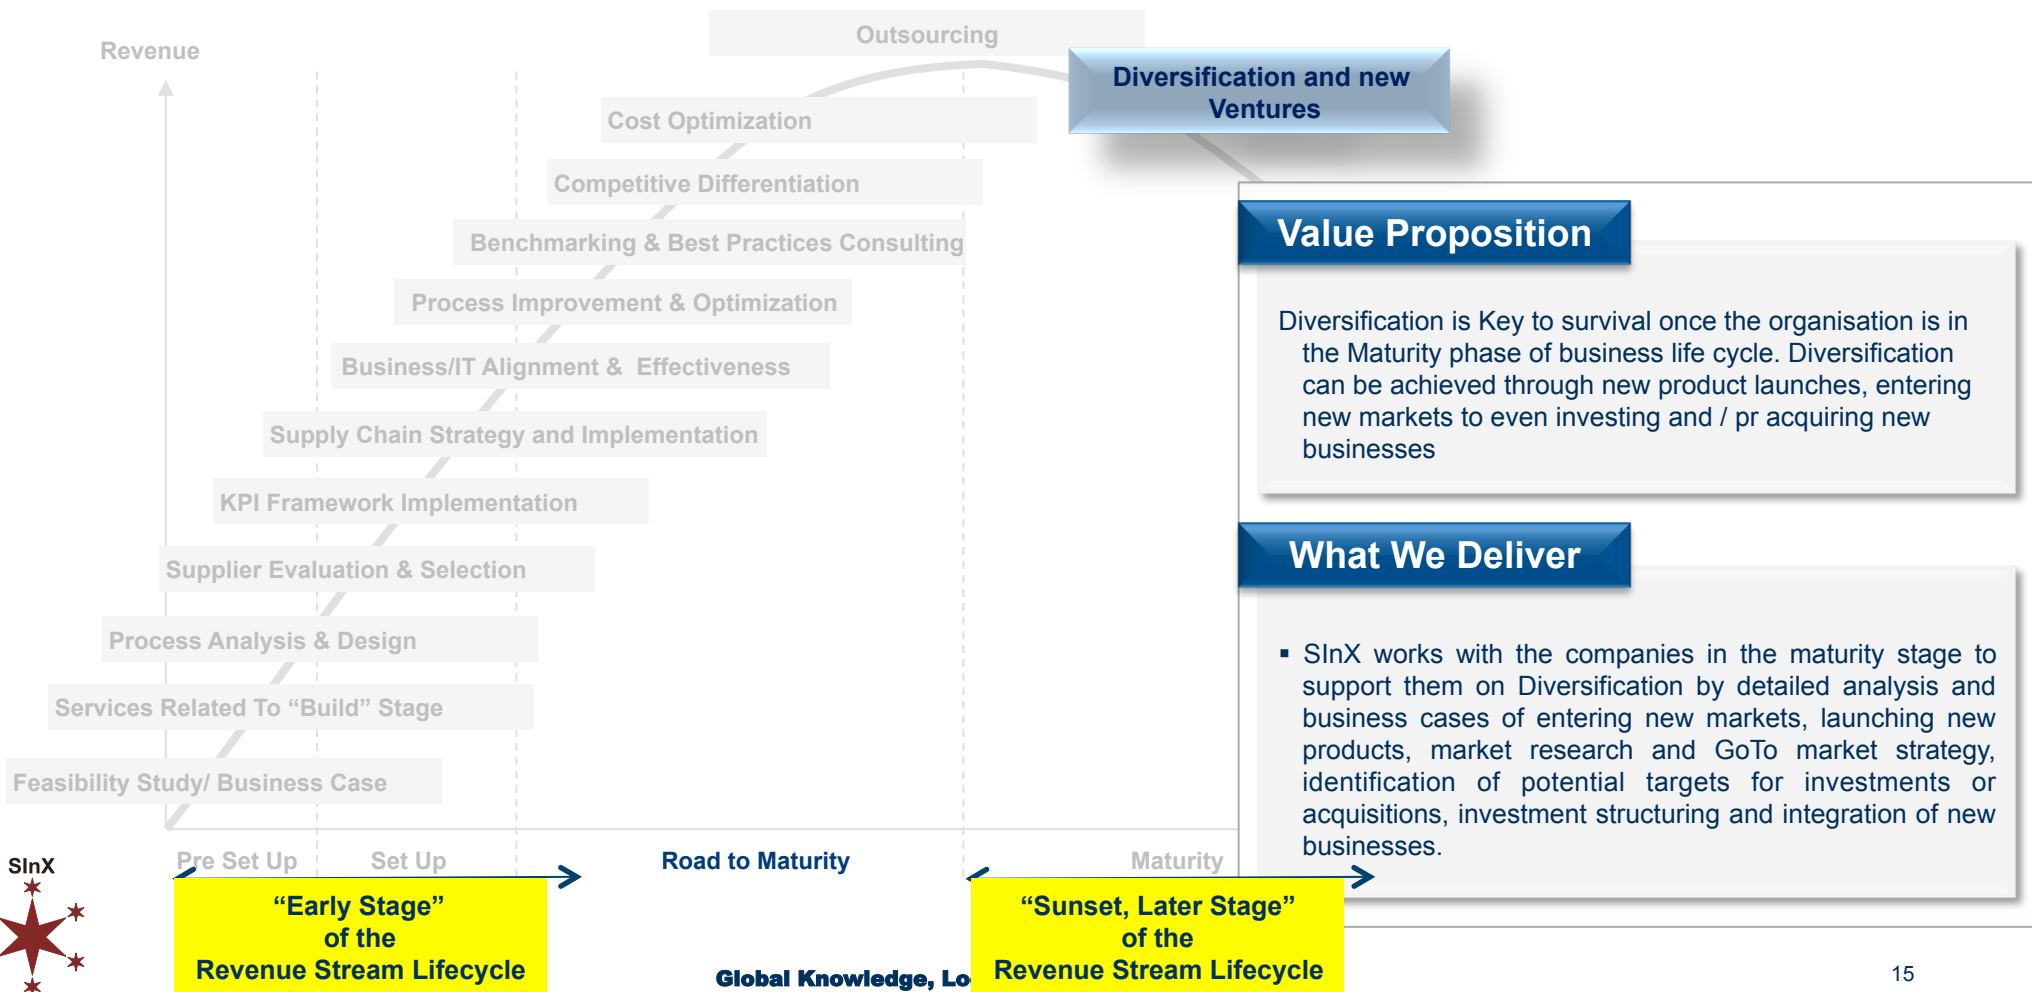 Revenue
Outsourcing
Diversification and new
Ventures
Cost Optimization
Competitive Differentiation
Benchmarking & Best Practices Consulting
Process Improvement & Optimization
Business/IT Alignment & Effectiveness
Supply Chain Strategy and Implementation
KPI Framework Implementation
Supplier Evaluation & Selection
Process Analysis & Design
Services Related To “Build” Stage
Feasibility Study/ Business Case
Value Proposition
Diversification is Key to survival once the organisation is in
the Maturity phase of business life cycle. Diversification
can be achieved through new product launches, entering
new markets to even investing and / pr acquiring new
businesses
What We Deliver
▪ SInX works with the companies in the maturity stage to
support them on Diversification by detailed analysis and
business cases of entering new markets, launching new
products, market research and GoTo market strategy,
identification of potential targets for investments or
acquisitions, investment structuring and integration of new
businesses.
Pre Set Up
Set Up
Road to Maturity
Maturity
SInX
“Early Stage”
of the
Revenue Stream Lifecycle
“Sunset, Later Stage”
of the
Revenue Stream Lifecycle
Global Knowledge,
15